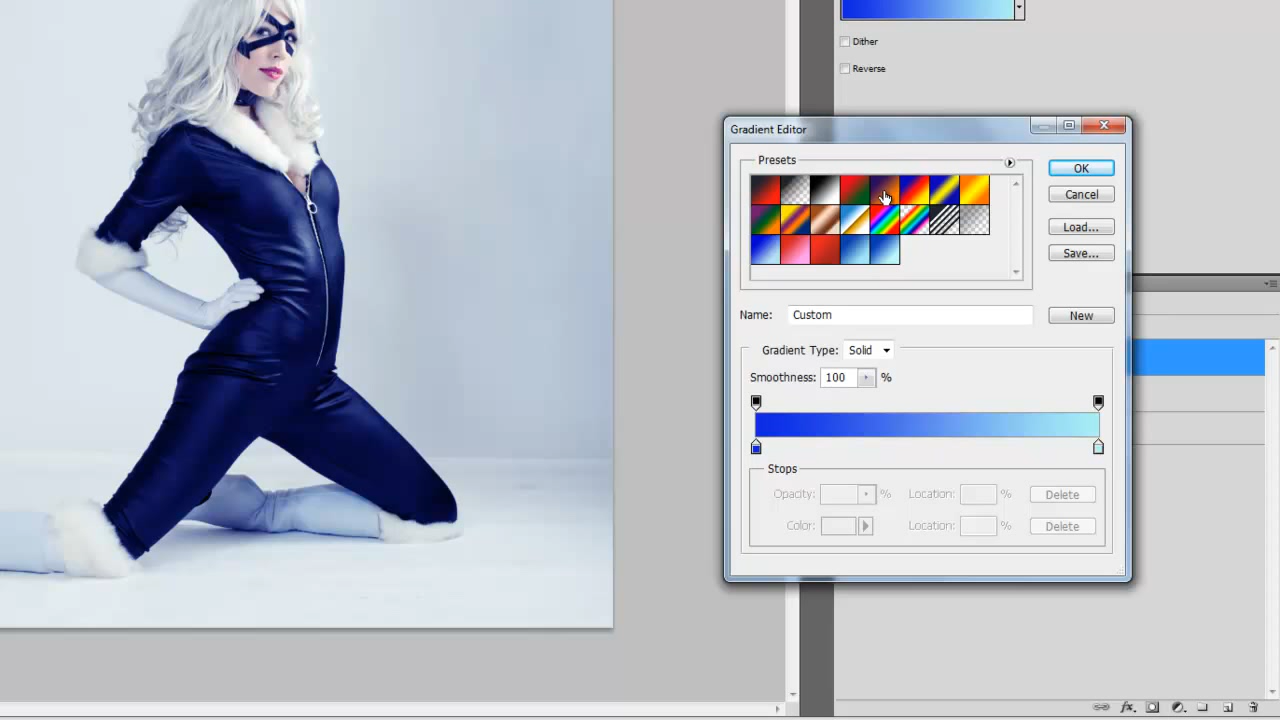 Dither
Reverse
Gradient Editor
Presets
OK
Cancel
Load...
Save...
Name: Custom
New
Gradient Type: Solid
Smoothness: 100 %
Stops
Opacity: % Location: % Delete
Color: Location: % Delete
fx